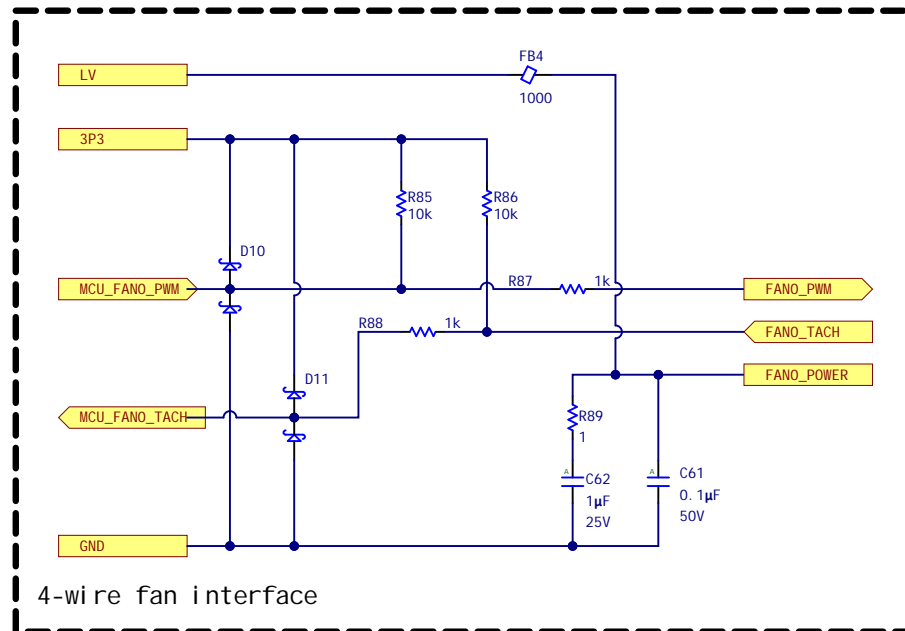 FB4
LV
1000
3P3
R85
10k
R86
10k
D10
MCU_FANO_PWM
R87
1k
FANO_PWM
R88
1k
FANO_TACH
D11
FANO_POWER
MCU_FANO_TACH
R89
1
A
C62
1µF
25V
A
C61
0.1µF
50V
GND
4-wire fan interface